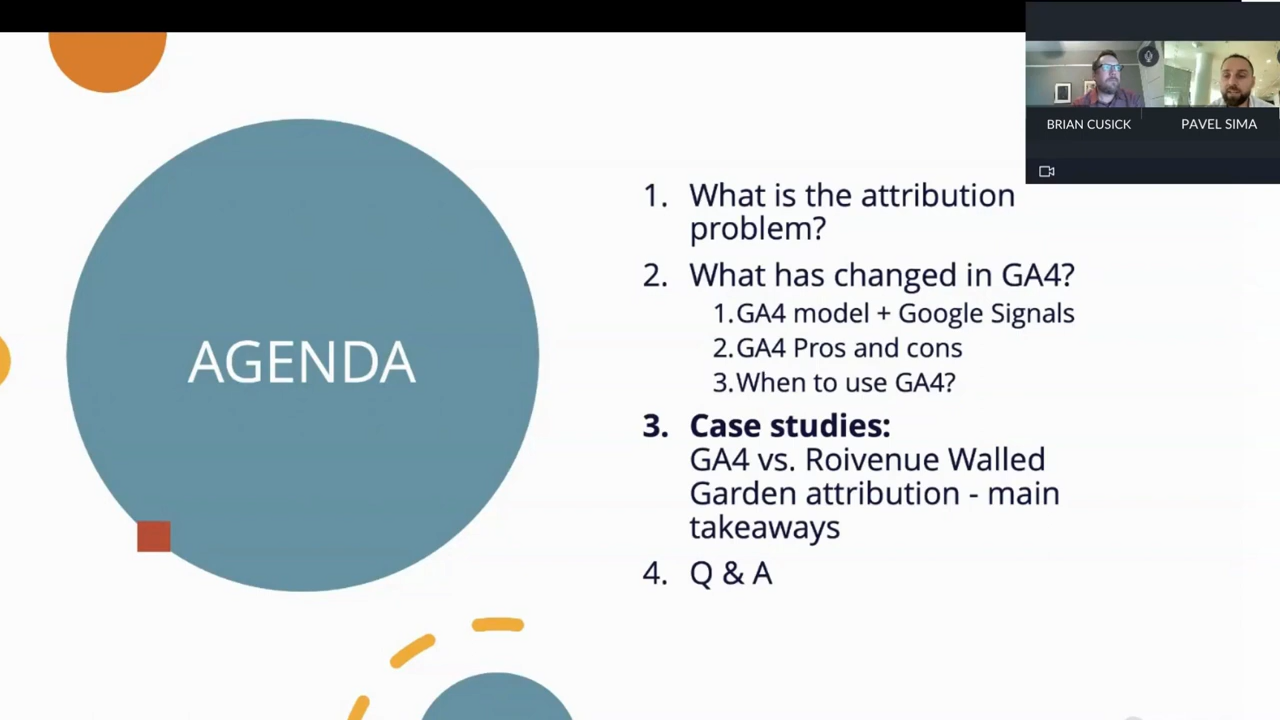 BRIAN CUSICK
PAVEL SIMA
AGENDA
1. What is the attribution
problem?
2. What has changed in GA4?
1.GA4 model + Google Signals
2.GA4 Pros and cons
3.When to use GA4?
3. Case studies:
GA4 vs. Roivenue Walled
Garden attribution - main
takeaways
4. Q & A